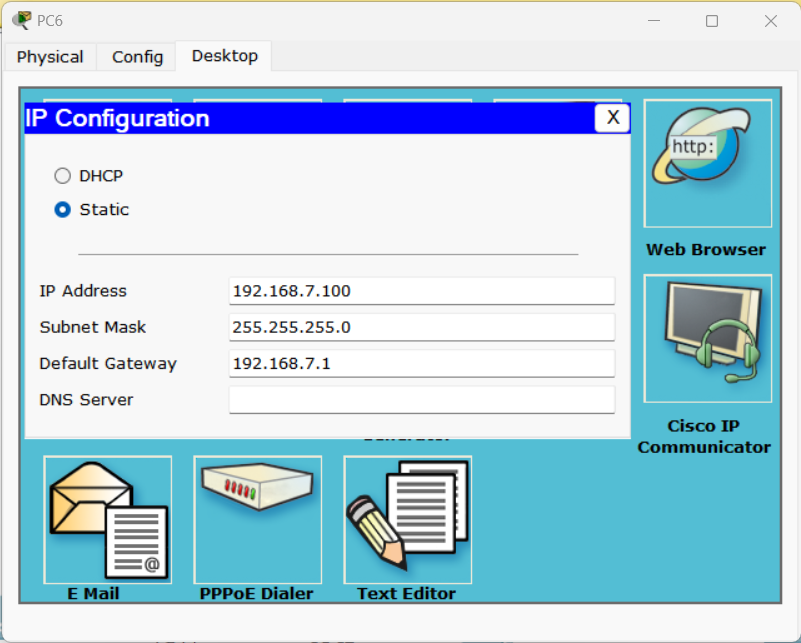 PC6
Physical
Config
Desktop
IP Configuration
X
DHCP
Static
IP Address
192.168.7.100
Subnet Mask
255.255.255.0
Default Gateway
192.168.7.1
DNS Server
http:
Web Browser
Cisco IP
Communicator
@
E Mail
PPPoE Dialer
Text Editor